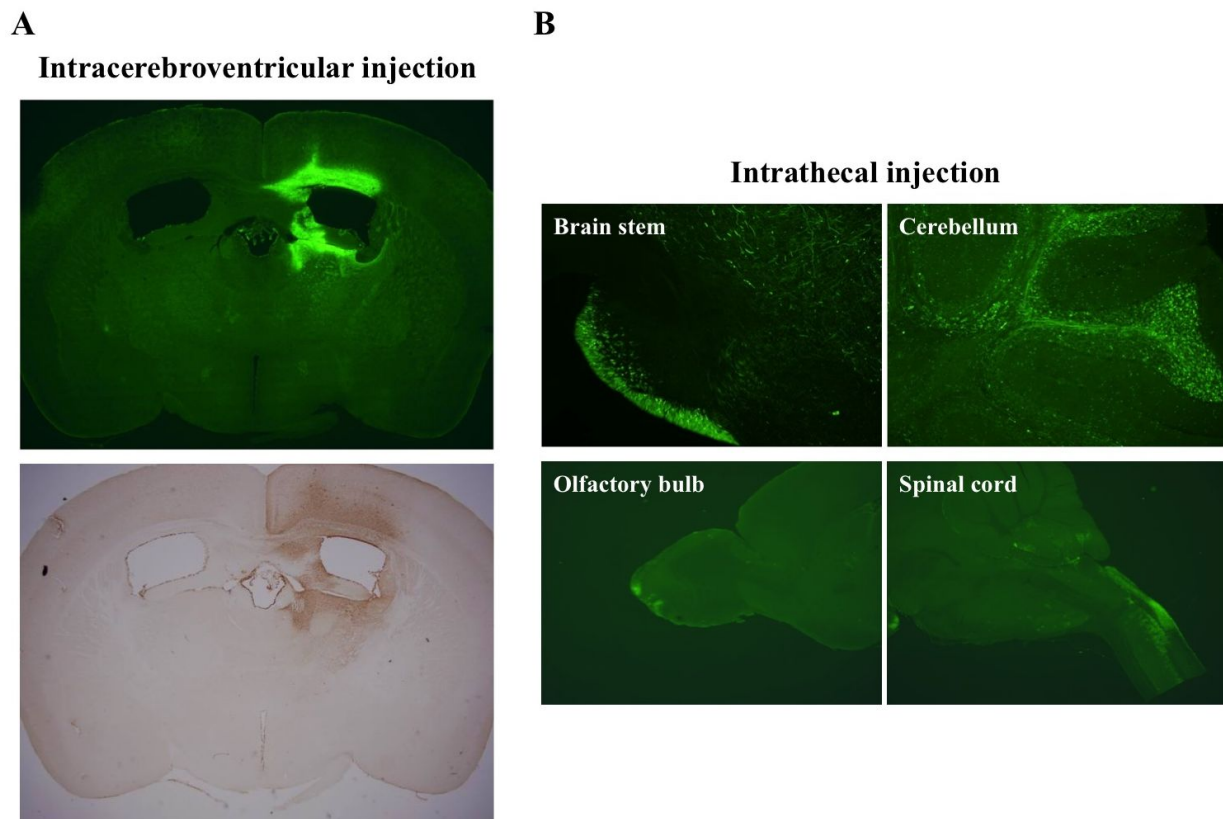 A
Intracerebroventricular injection
B
Intrathecal injection
Brain stem
Cerebellum
Olfactory bulb
Spinal cord